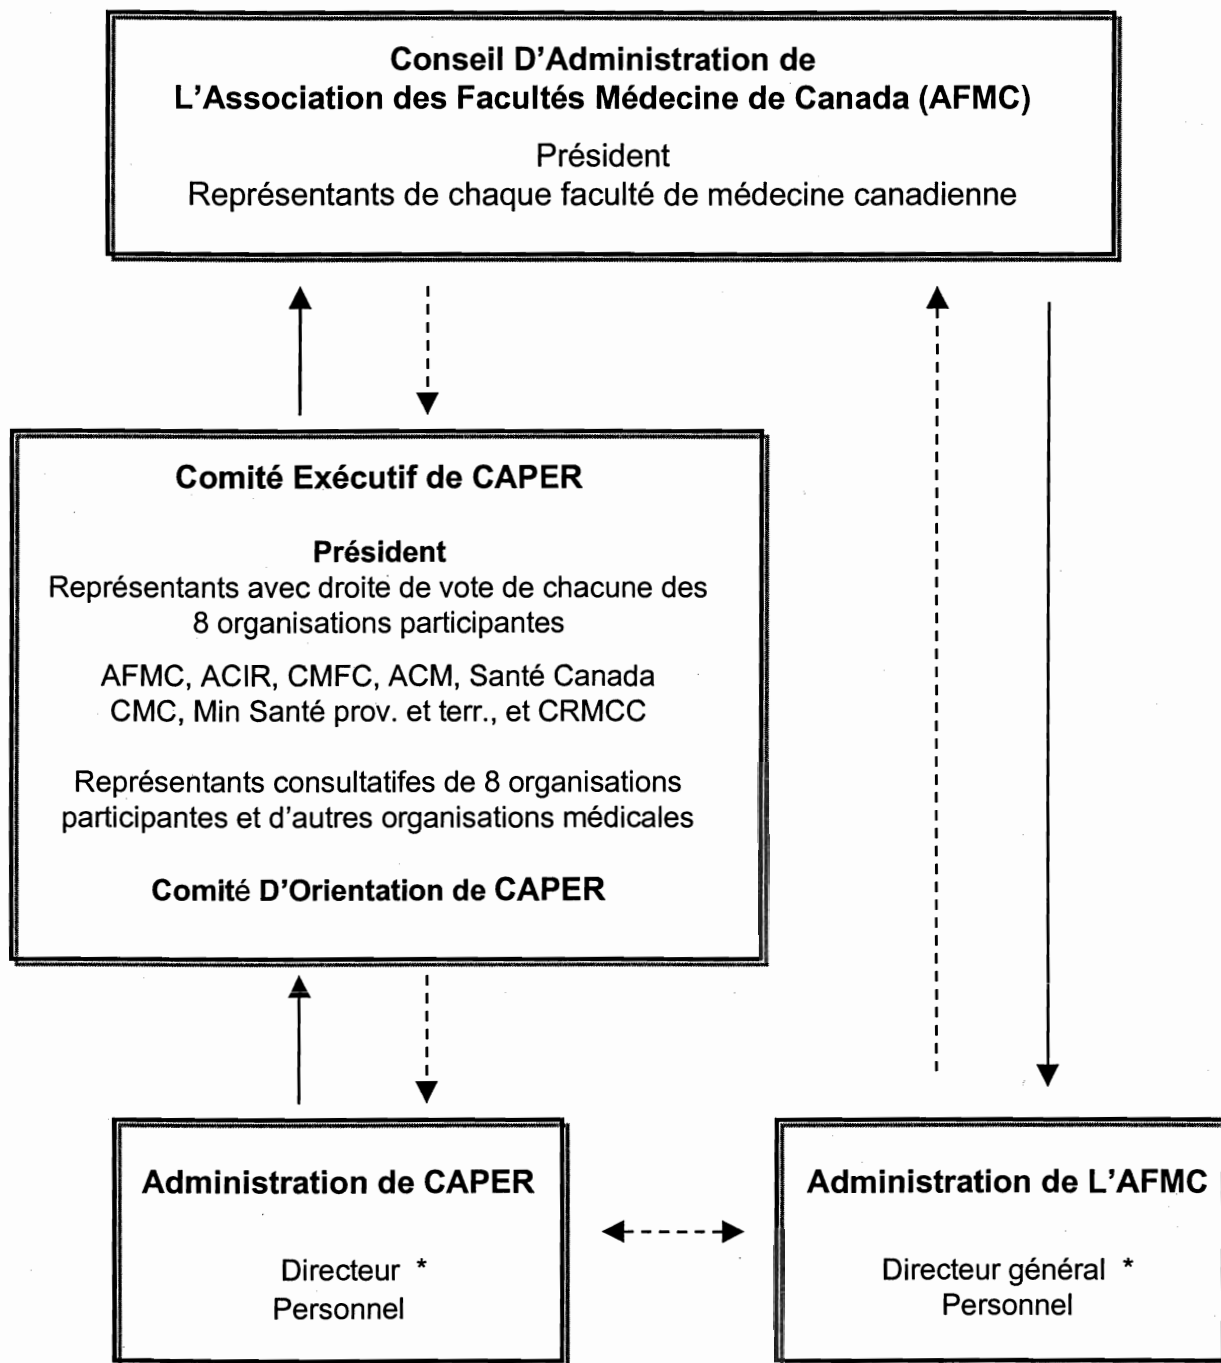 Conseil D'Administration de
L'Association des Facultés Médecine de Canada (AFMC)
Président
Représentants de chaque faculté de médecine canadienne
Comité Exécutif de CAPER
Président
Représentants avec droite de vote de chacune des
8 organisations participantes
AFMC, ACIR, CMFC, ACM, Santé Canada
CMC, Min Santé prov. et terr., et CRMCC
Représentants consultatifes de 8 organisations
participantes et d'autres organisations médicales
Comité D'Orientation de CAPER
Administration de CAPER
Directeur *
Personnel
Administration de L'AFMC
Directeur général *
Personnel